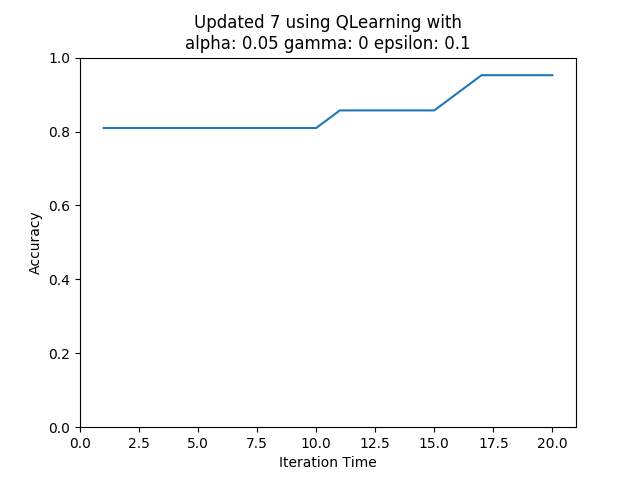 Updated 7 using QLearning with
alpha: 0.05 gamma: 0 epsilon: 0.1
1.0
0.8
0.6
0.4
0.2
0.0
Accuracy
0.0 2.5 5.0 7.5 10.0 12.5 15.0 17.5 20.0
Iteration Time